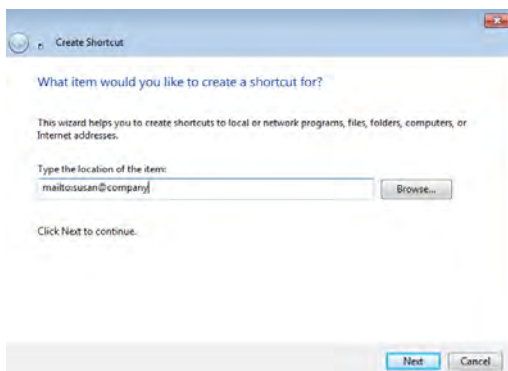 Create Shortcut
What item would you like to create a shortcut for?
This wizard helps you to create shortcuts to local or network programs, files, folders, computers, or
Internet addresses.
Type the location of the item:
mailto:susan@company
Browse...
Click Next to continue.
Next
Cancel